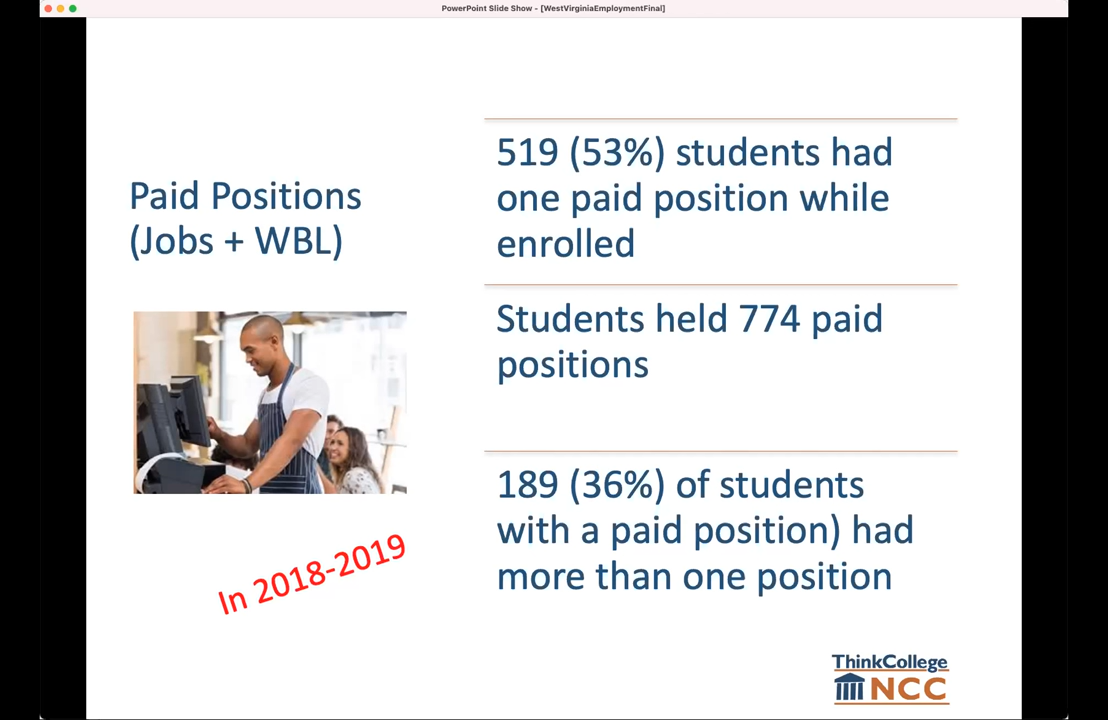 PowerPoint Slide Show - [WestVirginiaEmploymentFinal]
Paid Positions
(Jobs + WBL)
In 2018-2019
519 (53%) students had
one paid position while
enrolled
Students held 774 paid
positions
189 (36%) of students
with a paid position) had
more than one position
ThinkCollege
NCC